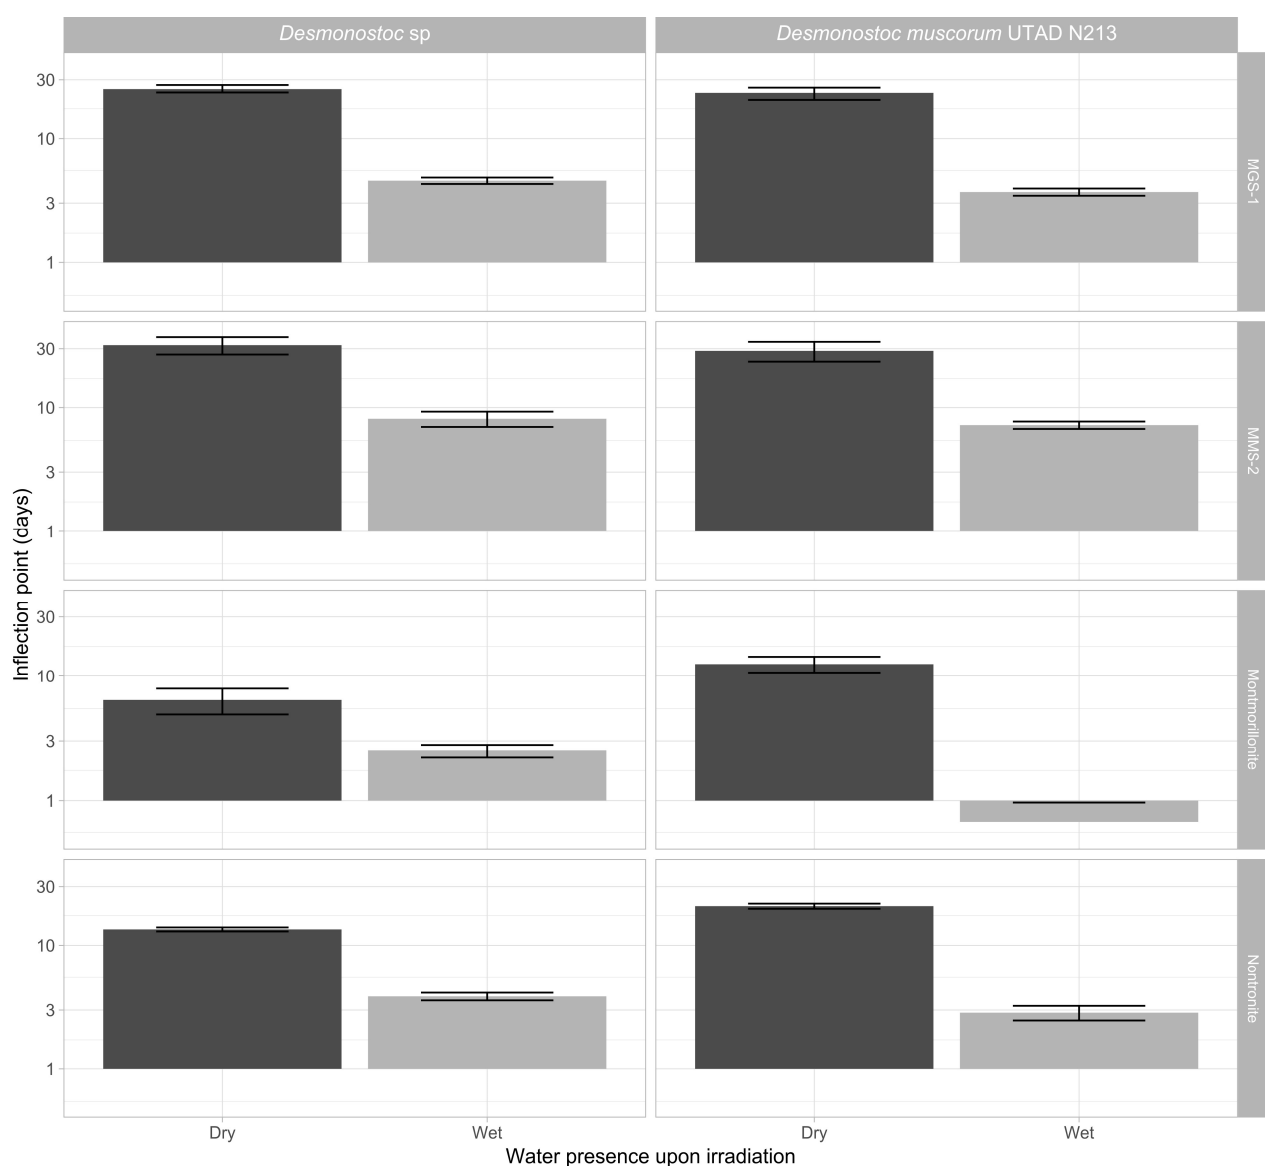 Desmonostoc sp
Desmonostoc muscorum UTAD N213
30
10
3
1
MGS-1
30
10
3
1
MMS-2
Inflection point (days)
30
10
3
1
Montmorillonite
30
10
3
1
Nontronite
Dry
Wet
Dry
Wet
Water presence upon irradiation